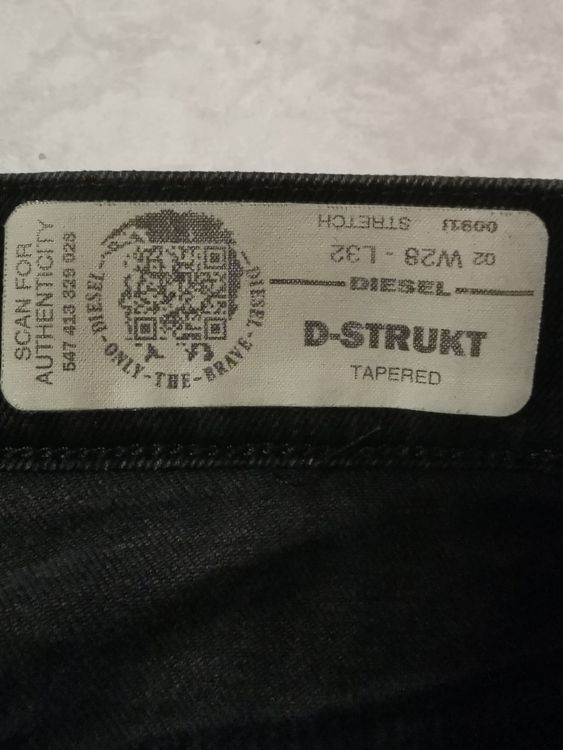 SCAN FOR
AUTHENTICITY
547 413 329 028
DIESEL
ONLY-THE-BRAVE
DIESEL
STRETCH
02 W28 - L32
DIESEL
D-STRUKT
TAPERED